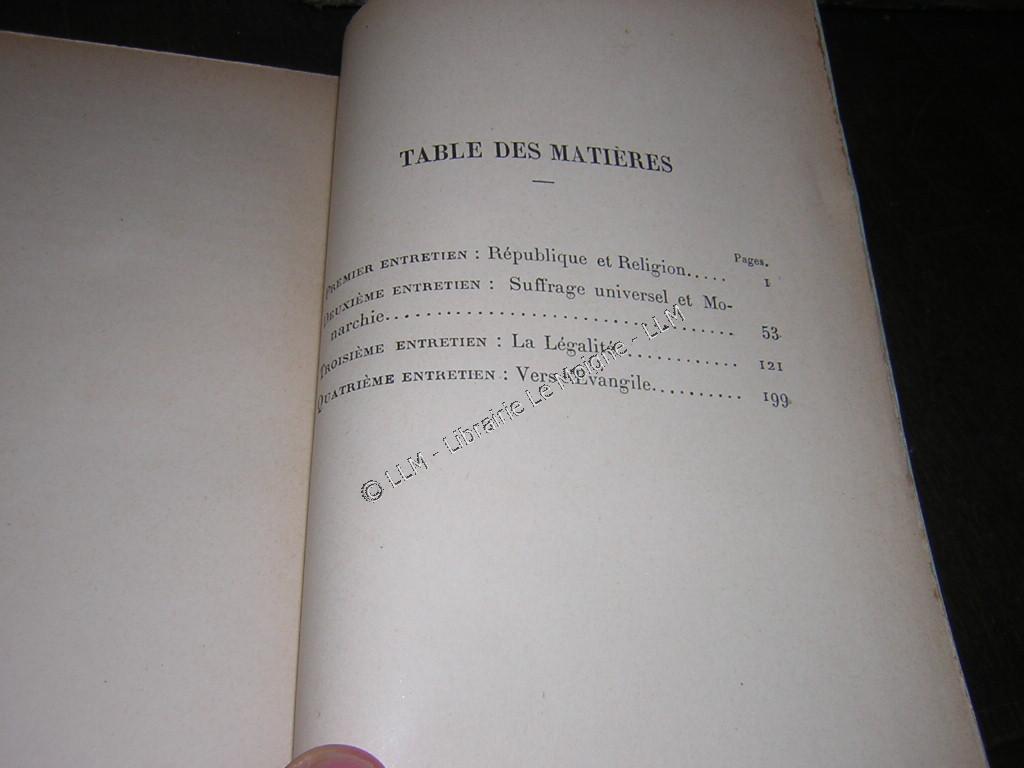 TABLE DES MATIÈRES
Pages.
PREMIER ENTRETIEN : République et Religion..... 1
DEUXIÈME ENTRETIEN : Suffrage universel et Mo-
narchie.................................... 53
TROISIÈME ENTRETIEN : La Légalité............. 121
QUATRIÈME ENTRETIEN : Vers l'Évangile.......... 199
© LLM - Librairie Le Moigne - LLM